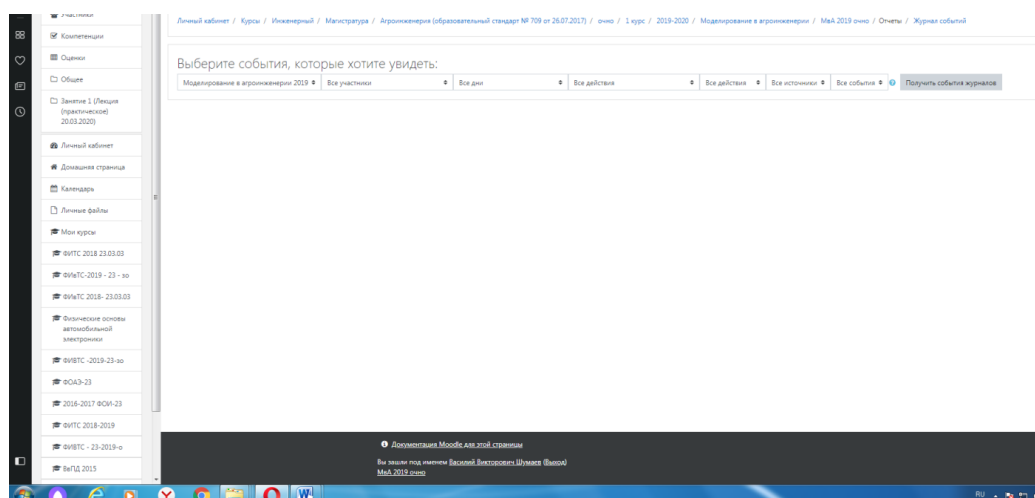 Участники
Личный кабинет / Курсы / Инженерный / Магистратура / Агроинженерия (образовательный стандарт № 709 от 26.07.2017) / очно / 1 курс / 2019-2020 / Моделирование в агроинженерии / МвА 2019 очно / Отчеты / Журнал событий
Компетенции
Оценки
Общее
Занятие 1 (Лекция
(практическое)
20.03.2020)
Личный кабинет
Домашняя страница
Календарь
Личные файлы
Мои курсы
ФИТС 2018 23.03.03
ФИвТС-2019 - 23 - зо
ФИвТС 2018- 23.03.03
Физические основы
автомобильной
электроники
ФИВТС -2019-23-зо
ФОАЭ-23
2016-2017 ФОИ-23
ФИТС 2018-2019
ФИВТС - 23-2019-о
ВвПД 2015
Выберите события, которые хотите увидеть:
Моделирование в агроинженерии 2019 Все участники Все дни Все действия Все действия Все источники Все события Получить события журналов
Документация Moodle для этой страницы
Вы зашли под именем Василий Викторович Шумаев (Выход)
МвА 2019 очно
RU